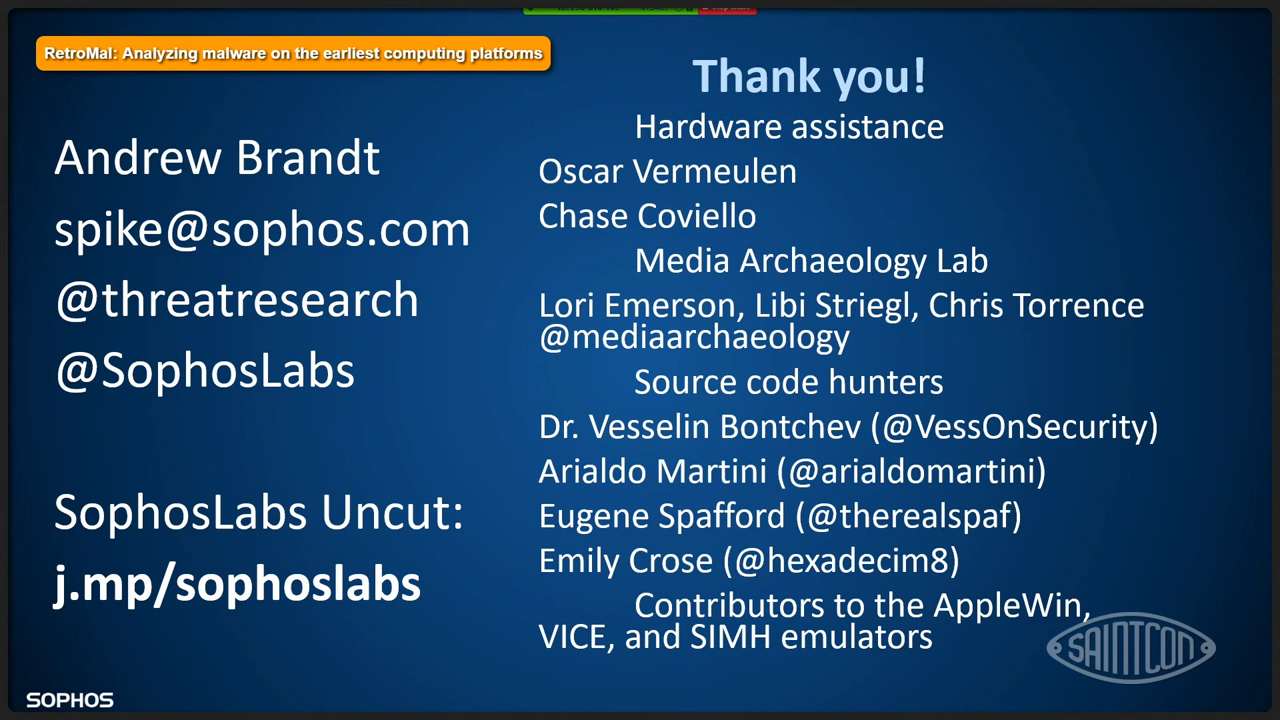 RetroMal: Analyzing malware on the earliest computing platforms
Andrew Brandt
spike@sophos.com
@threatresearch
@SophosLabs
SophosLabs Uncut:
j.mp/sophoslabs
Thank you!
Hardware assistance
Oscar Vermeulen
Chase Coviello
Media Archaeology Lab
Lori Emerson, Libi Striegl, Chris Torrence
@mediaarchaeology
Source code hunters
Dr. Vesselin Bontchev (@VessOnSecurity)
Arialdo Martini (@arialdomartini)
Eugene Spafford (@therealspaf)
Emily Crose (@hexadecim8)
Contributors to the AppleWin,
VICE, and SIMH emulators
SAINTCON
SOPHOS